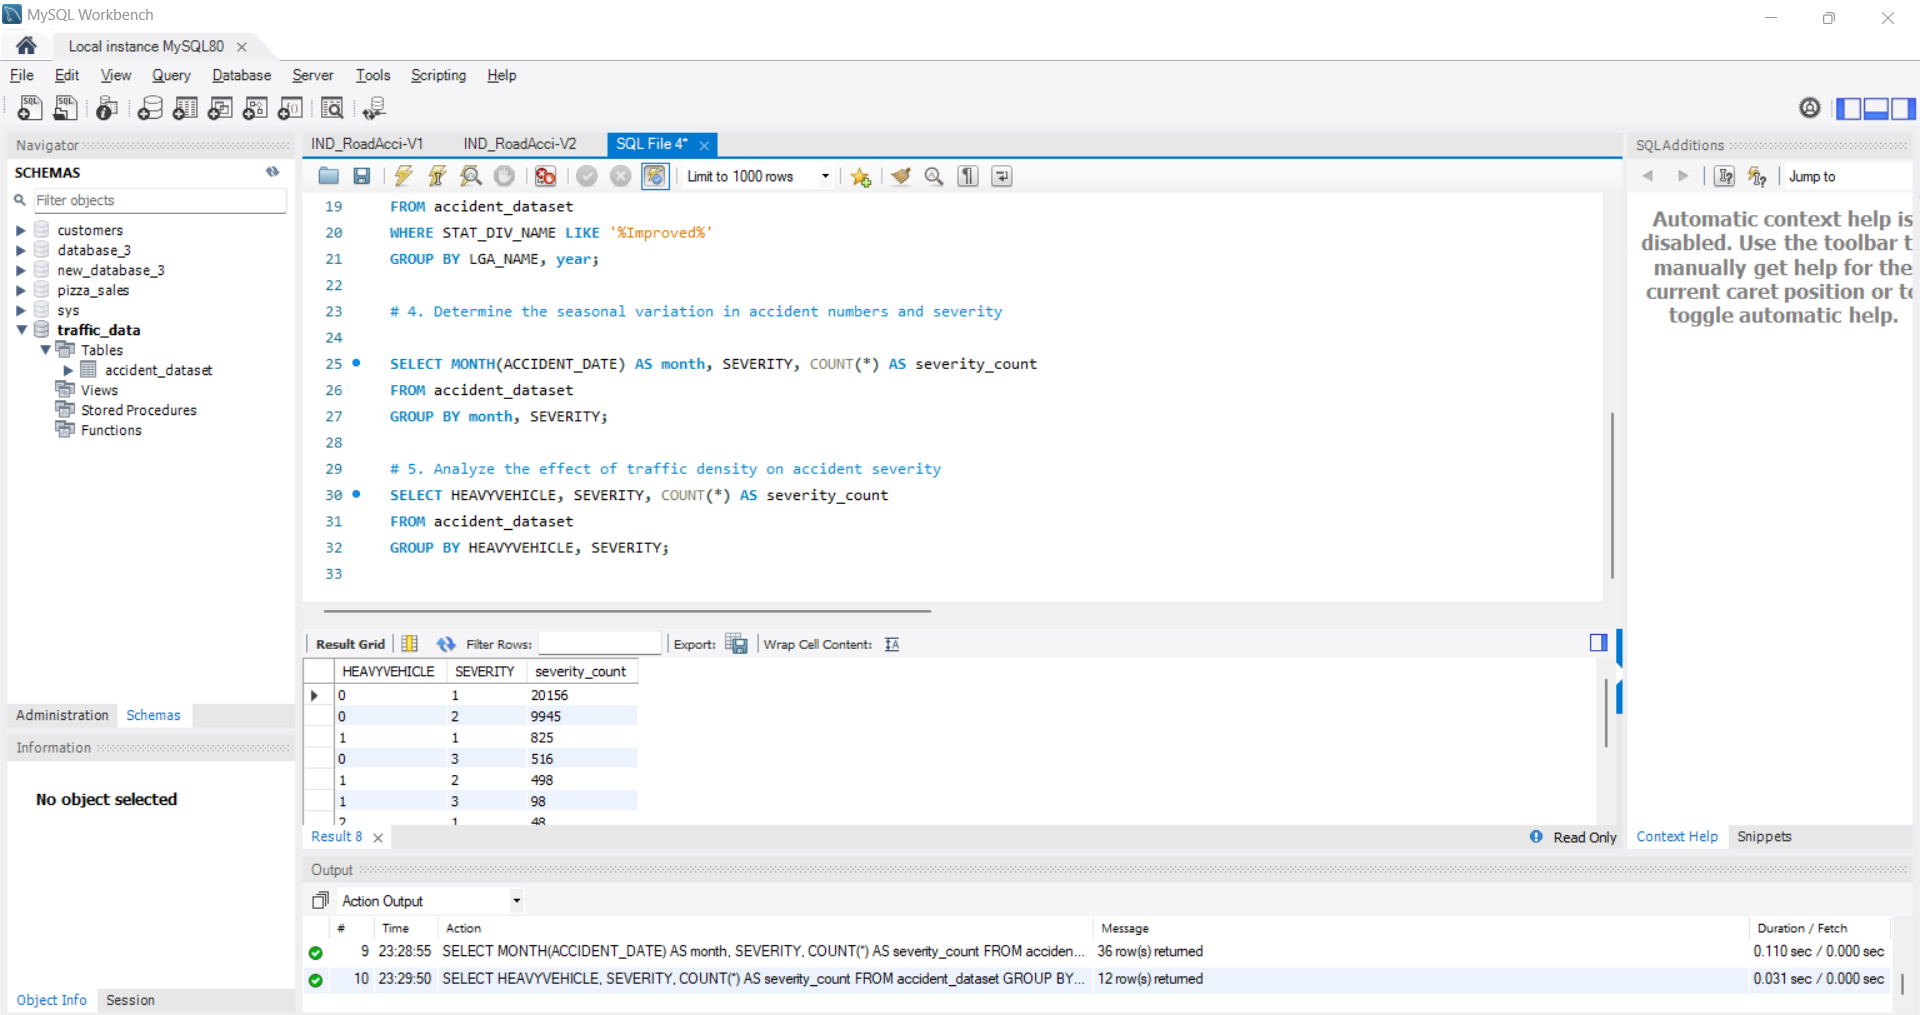 MySQL Workbench
Local instance MySQL80
File Edit View Query Database Server Tools Scripting Help
Navigator
SCHEMAS
Filter objects
customers
database_3
new_database_3
pizza_sales
sys
traffic_data
Tables
accident_dataset
Views
Stored Procedures
Functions
Administration Schemas
Information
No object selected
Object Info Session
IND_RoadAcci-V1 IND_RoadAcci-V2 SQL File 4*
Limit to 1000 rows
19 FROM accident_dataset
20 WHERE STAT_DIV_NAME LIKE '%Improved%'
21 GROUP BY LGA_NAME, year;
22
23 # 4. Determine the seasonal variation in accident numbers and severity
24
25 SELECT MONTH(ACCIDENT_DATE) AS month, SEVERITY, COUNT(*) AS severity_count
26 FROM accident_dataset
27 GROUP BY month, SEVERITY;
28
29 # 5. Analyze the effect of traffic density on accident severity
30 SELECT HEAVYVEHICLE, SEVERITY, COUNT(*) AS severity_count
31 FROM accident_dataset
32 GROUP BY HEAVYVEHICLE, SEVERITY;
33
Result Grid Filter Rows: Export: Wrap Cell Content:
HEAVYVEHICLE SEVERITY severity_count
0 1 20156
0 2 9945
1 1 825
0 3 516
1 2 498
1 3 98
2 1 48
Result 8 Read Only
SQLAdditions
Jump to
Automatic context help is
disabled. Use the toolbar t
manually get help for the
current caret position or to
toggle automatic help.
Context Help Snippets
Output
Action Output
# Time Action Message Duration / Fetch
9 23:28:55 SELECT MONTH(ACCIDENT_DATE) AS month, SEVERITY, COUNT(*) AS severity_count FROM acciden... 36 row(s) returned 0.110 sec / 0.000 sec
10 23:29:50 SELECT HEAVYVEHICLE, SEVERITY, COUNT(*) AS severity_count FROM accident_dataset GROUP BY... 12 row(s) returned 0.031 sec / 0.000 sec